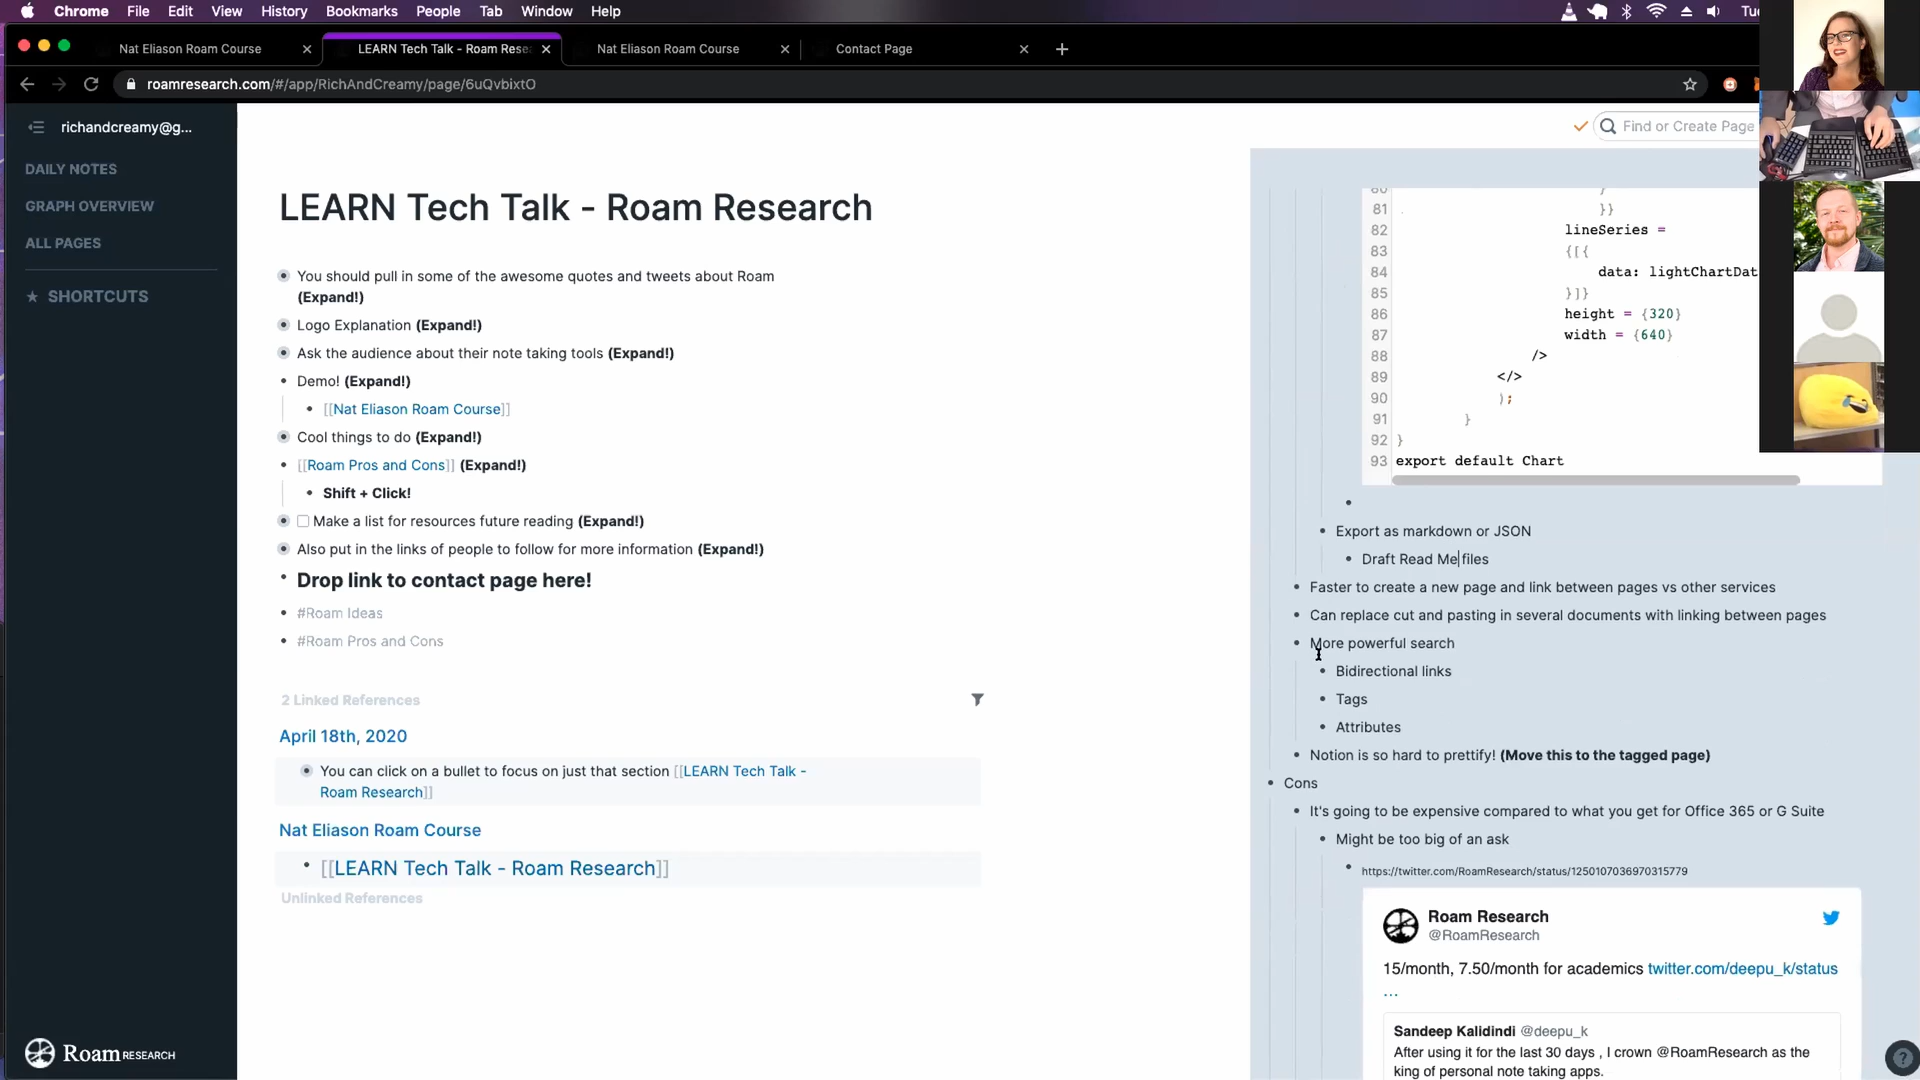 Chrome File Edit View History Bookmarks People Tab Window Help
Nat Eliason Roam Course
LEARN Tech Talk - Roam Rese
Nat Eliason Roam Course
Contact Page
roamresearch.com/#/app/RichAndCreamy/page/6uQvbixtO
richandcreamy@g...
DAILY NOTES
GRAPH OVERVIEW
ALL PAGES
★ SHORTCUTS
Roam RESEARCH
LEARN Tech Talk - Roam Research
You should pull in some of the awesome quotes and tweets about Roam
(Expand!)
Logo Explanation (Expand!)
Ask the audience about their note taking tools (Expand!)
Demo! (Expand!)
[[Nat Eliason Roam Course]]
Cool things to do (Expand!)
[[Roam Pros and Cons]] (Expand!)
Shift + Click!
Make a list for resources future reading (Expand!)
Also put in the links of people to follow for more information (Expand!)
Drop link to contact page here!
#Roam Ideas
#Roam Pros and Cons
2 Linked References
April 18th, 2020
You can click on a bullet to focus on just that section [[LEARN Tech Talk -
Roam Research]]
Nat Eliason Roam Course
[[LEARN Tech Talk - Roam Research]]
Unlinked References
Find or Create Page
80 }
81 }}
82 lineSeries =
83 {[{
84 data: lightChartDat
85 }]}
86 height = {320}
87 width = {640}
88 />
89 </>
90 );
91 }
92 }
93 export default Chart
Export as markdown or JSON
Draft Read Me files
Faster to create a new page and link between pages vs other services
Can replace cut and pasting in several documents with linking between pages
More powerful search
Bidirectional links
Tags
Attributes
Notion is so hard to prettify! (Move this to the tagged page)
Cons
It's going to be expensive compared to what you get for Office 365 or G Suite
Might be too big of an ask
https://twitter.com/RoamResearch/status/1250107036970315779
Roam Research
@RoamResearch
15/month, 7.50/month for academics twitter.com/deepu_k/status
...
Sandeep Kalidindi @deepu_k
After using it for the last 30 days , I crown @RoamResearch as the
king of personal note taking apps.